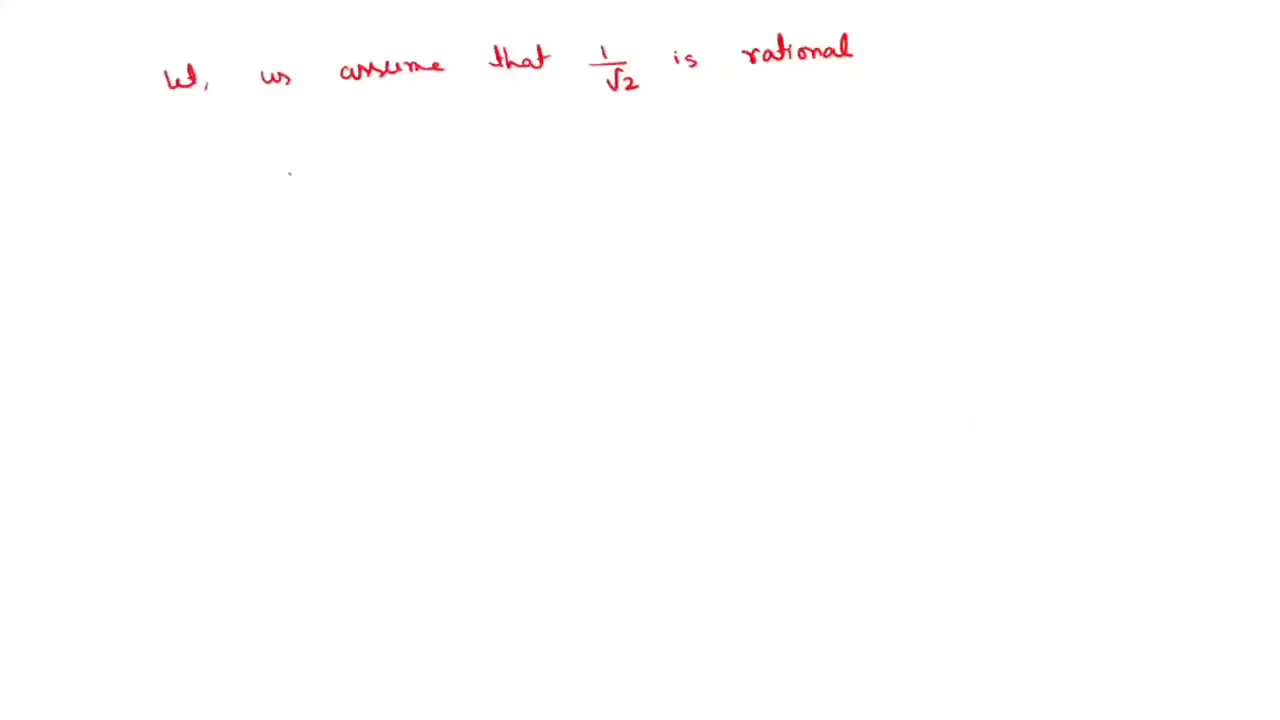 let, us assume that 1/√2 is rational